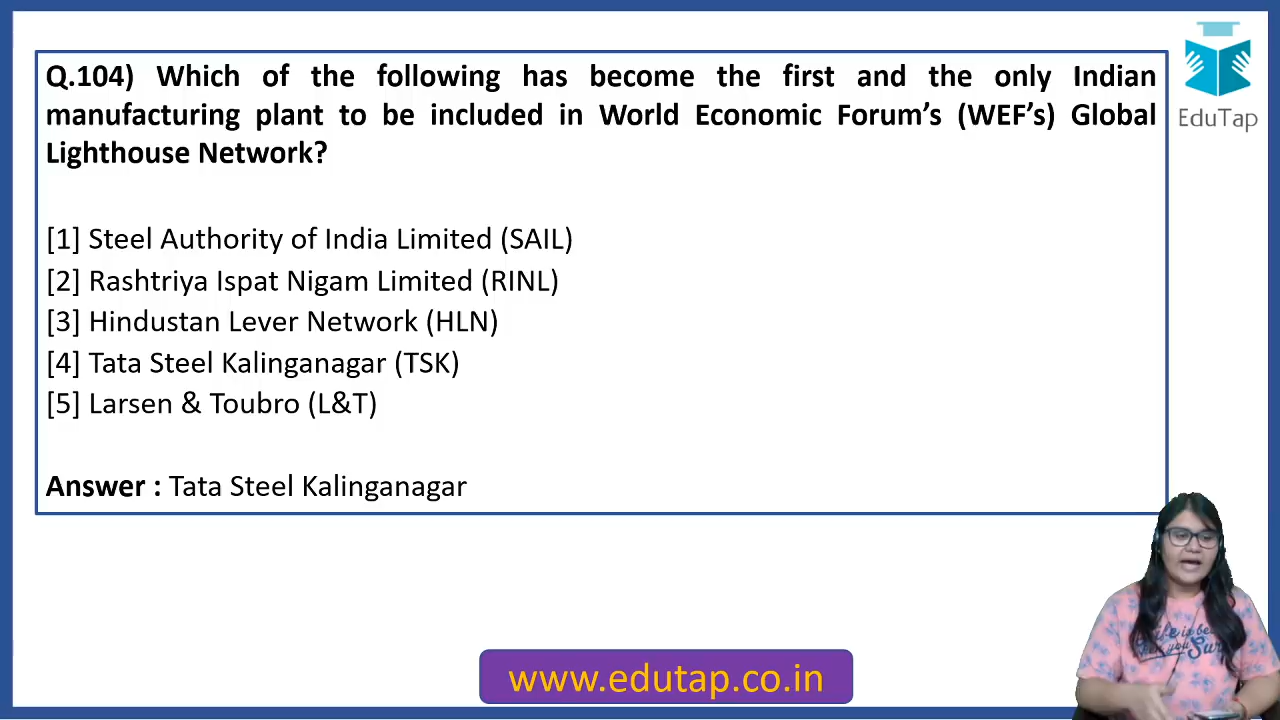 Q.104) Which of the following has become the first and the only Indian
manufacturing plant to be included in World Economic Forum’s (WEF’s) Global
Lighthouse Network?
EduTap
[1] Steel Authority of India Limited (SAIL)
[2] Rashtriya Ispat Nigam Limited (RINL)
[3] Hindustan Lever Network (HLN)
[4] Tata Steel Kalinganagar (TSK)
[5] Larsen & Toubro (L&T)
Answer : Tata Steel Kalinganagar
www.edutap.co.in